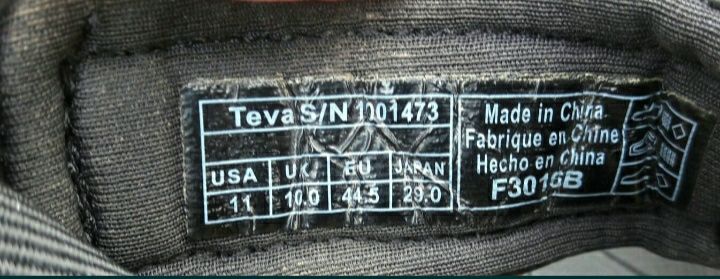 Teva S/N 1001473
USA UK EU JAPAN
11 10.0 44.5 29.0
Made in China
Fabrique en Chine
Hecho en China
F3015B